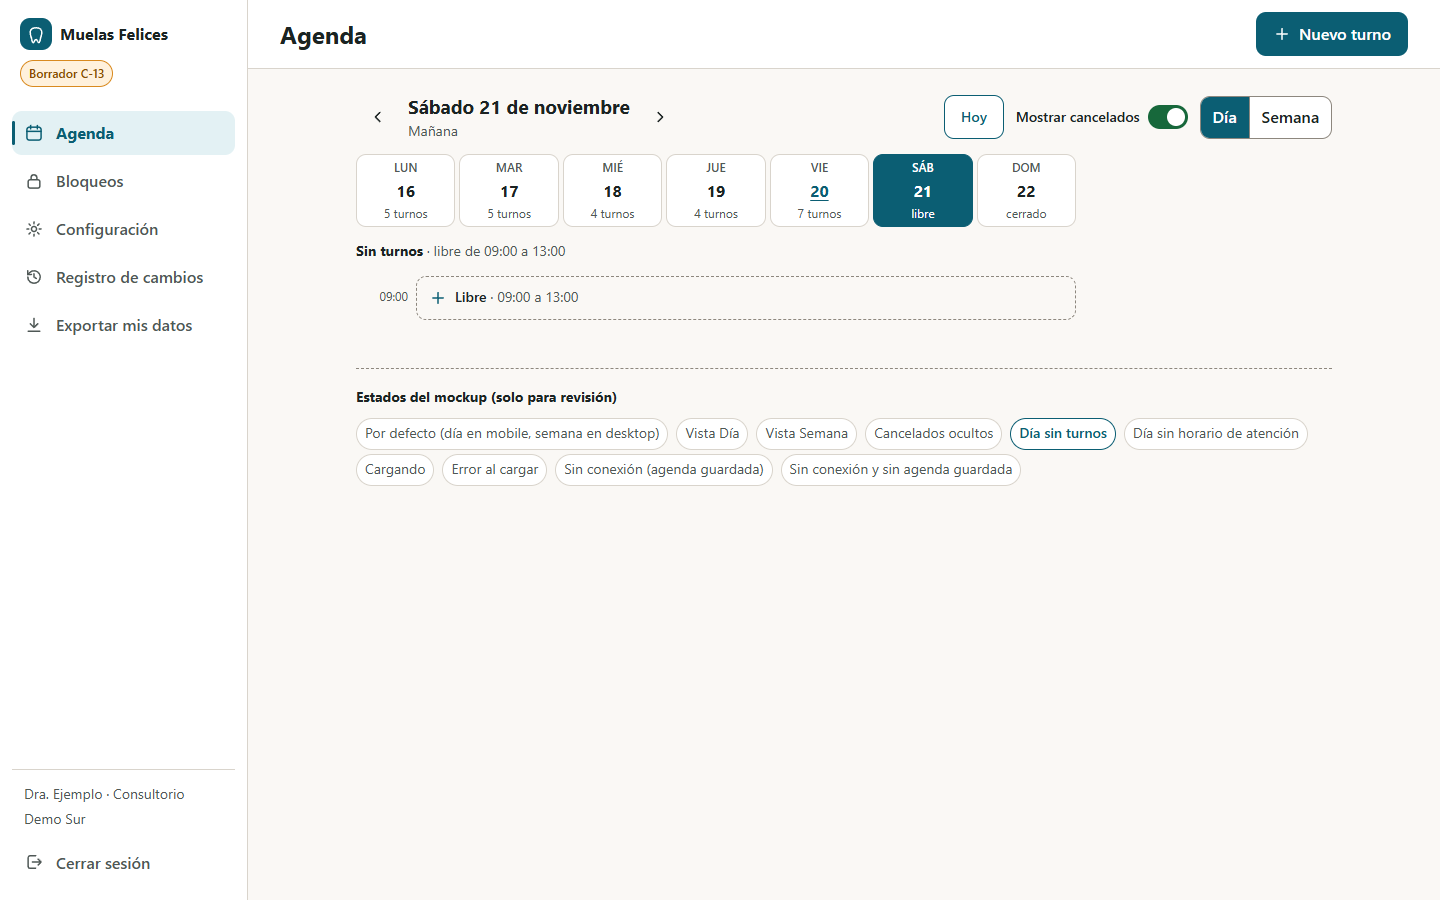 Muelas Felices
Borrador C-13
Agenda
Bloqueos
Configuración
Registro de cambios
Exportar mis datos
Dra. Ejemplo · Consultorio
Demo Sur
Cerrar sesión
Agenda
Nuevo turno
Sábado 21 de noviembre
Mañana
Hoy
Mostrar cancelados
Día
Semana
LUN
16
5 turnos
MAR
17
5 turnos
MIÉ
18
4 turnos
JUE
19
4 turnos
VIE
20
7 turnos
SÁB
21
libre
DOM
22
cerrado
Sin turnos · libre de 09:00 a 13:00
09:00
Libre · 09:00 a 13:00
Estados del mockup (solo para revisión)
Por defecto (día en mobile, semana en desktop)
Vista Día
Vista Semana
Cancelados ocultos
Día sin turnos
Día sin horario de atención
Cargando
Error al cargar
Sin conexión (agenda guardada)
Sin conexión y sin agenda guardada